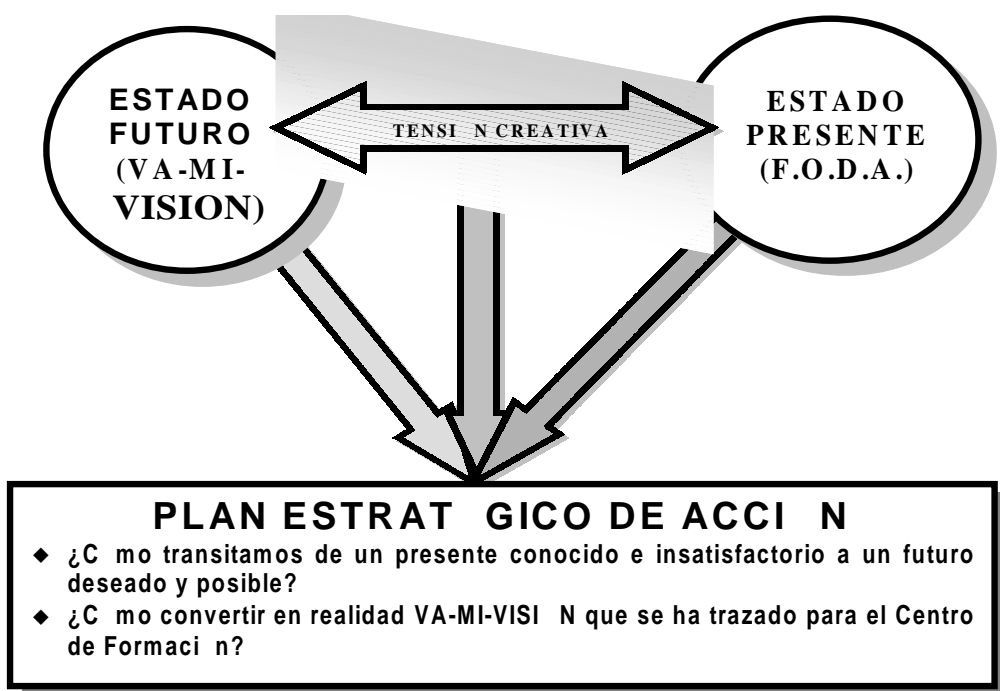 ESTADO
FUTURO
(VA-MI-
VISION)
TENSI N CREATIVA
ESTADO
PRESENTE
(F.O.D.A.)
PLAN ESTRAT GICO DE ACCI N
◆ ¿C mo transitamos de un presente conocido e insatisfactorio a un futuro
deseado y posible?
◆ ¿C mo convertir en realidad VA-MI-VISI N que se ha trazado para el Centro
de Formaci n?